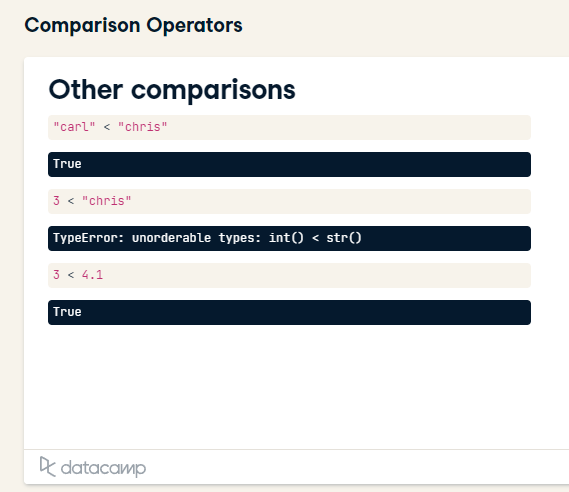 Comparison Operators
Other comparisons
"carl" < "chris"
True
3 < "chris"
TypeError: unorderable types: int() < str()
3 < 4.1
True
datacamp